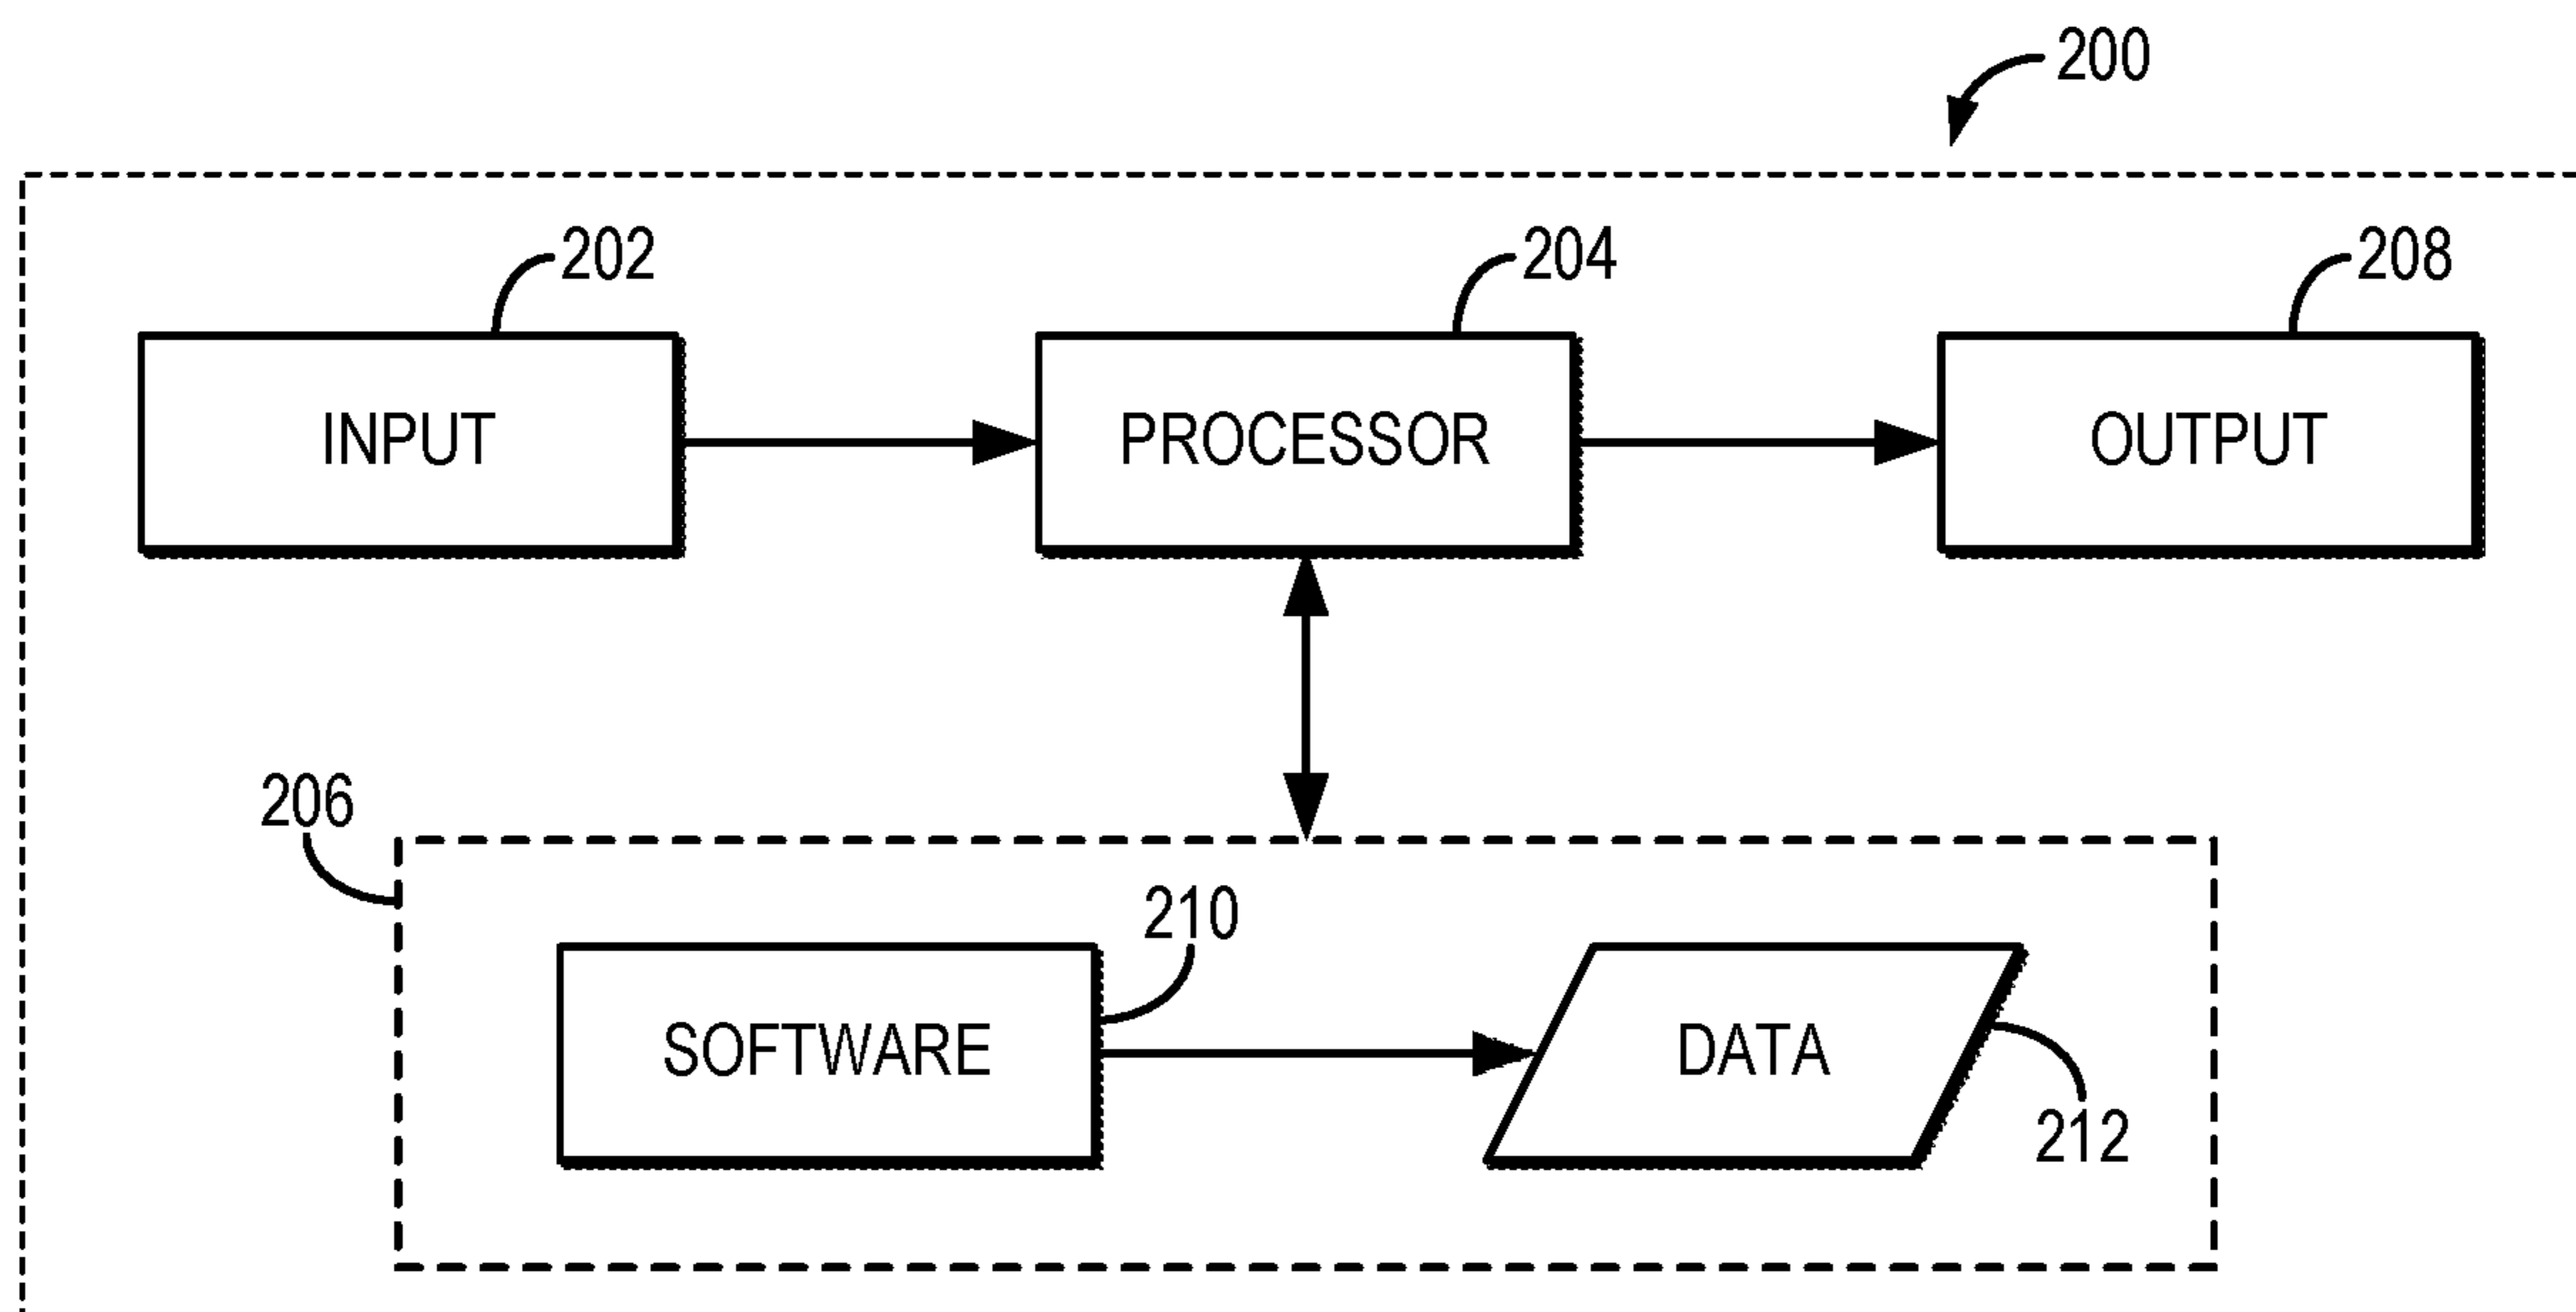 200
202
204
208
INPUT
PROCESSOR
OUTPUT
206
210
SOFTWARE
DATA
212